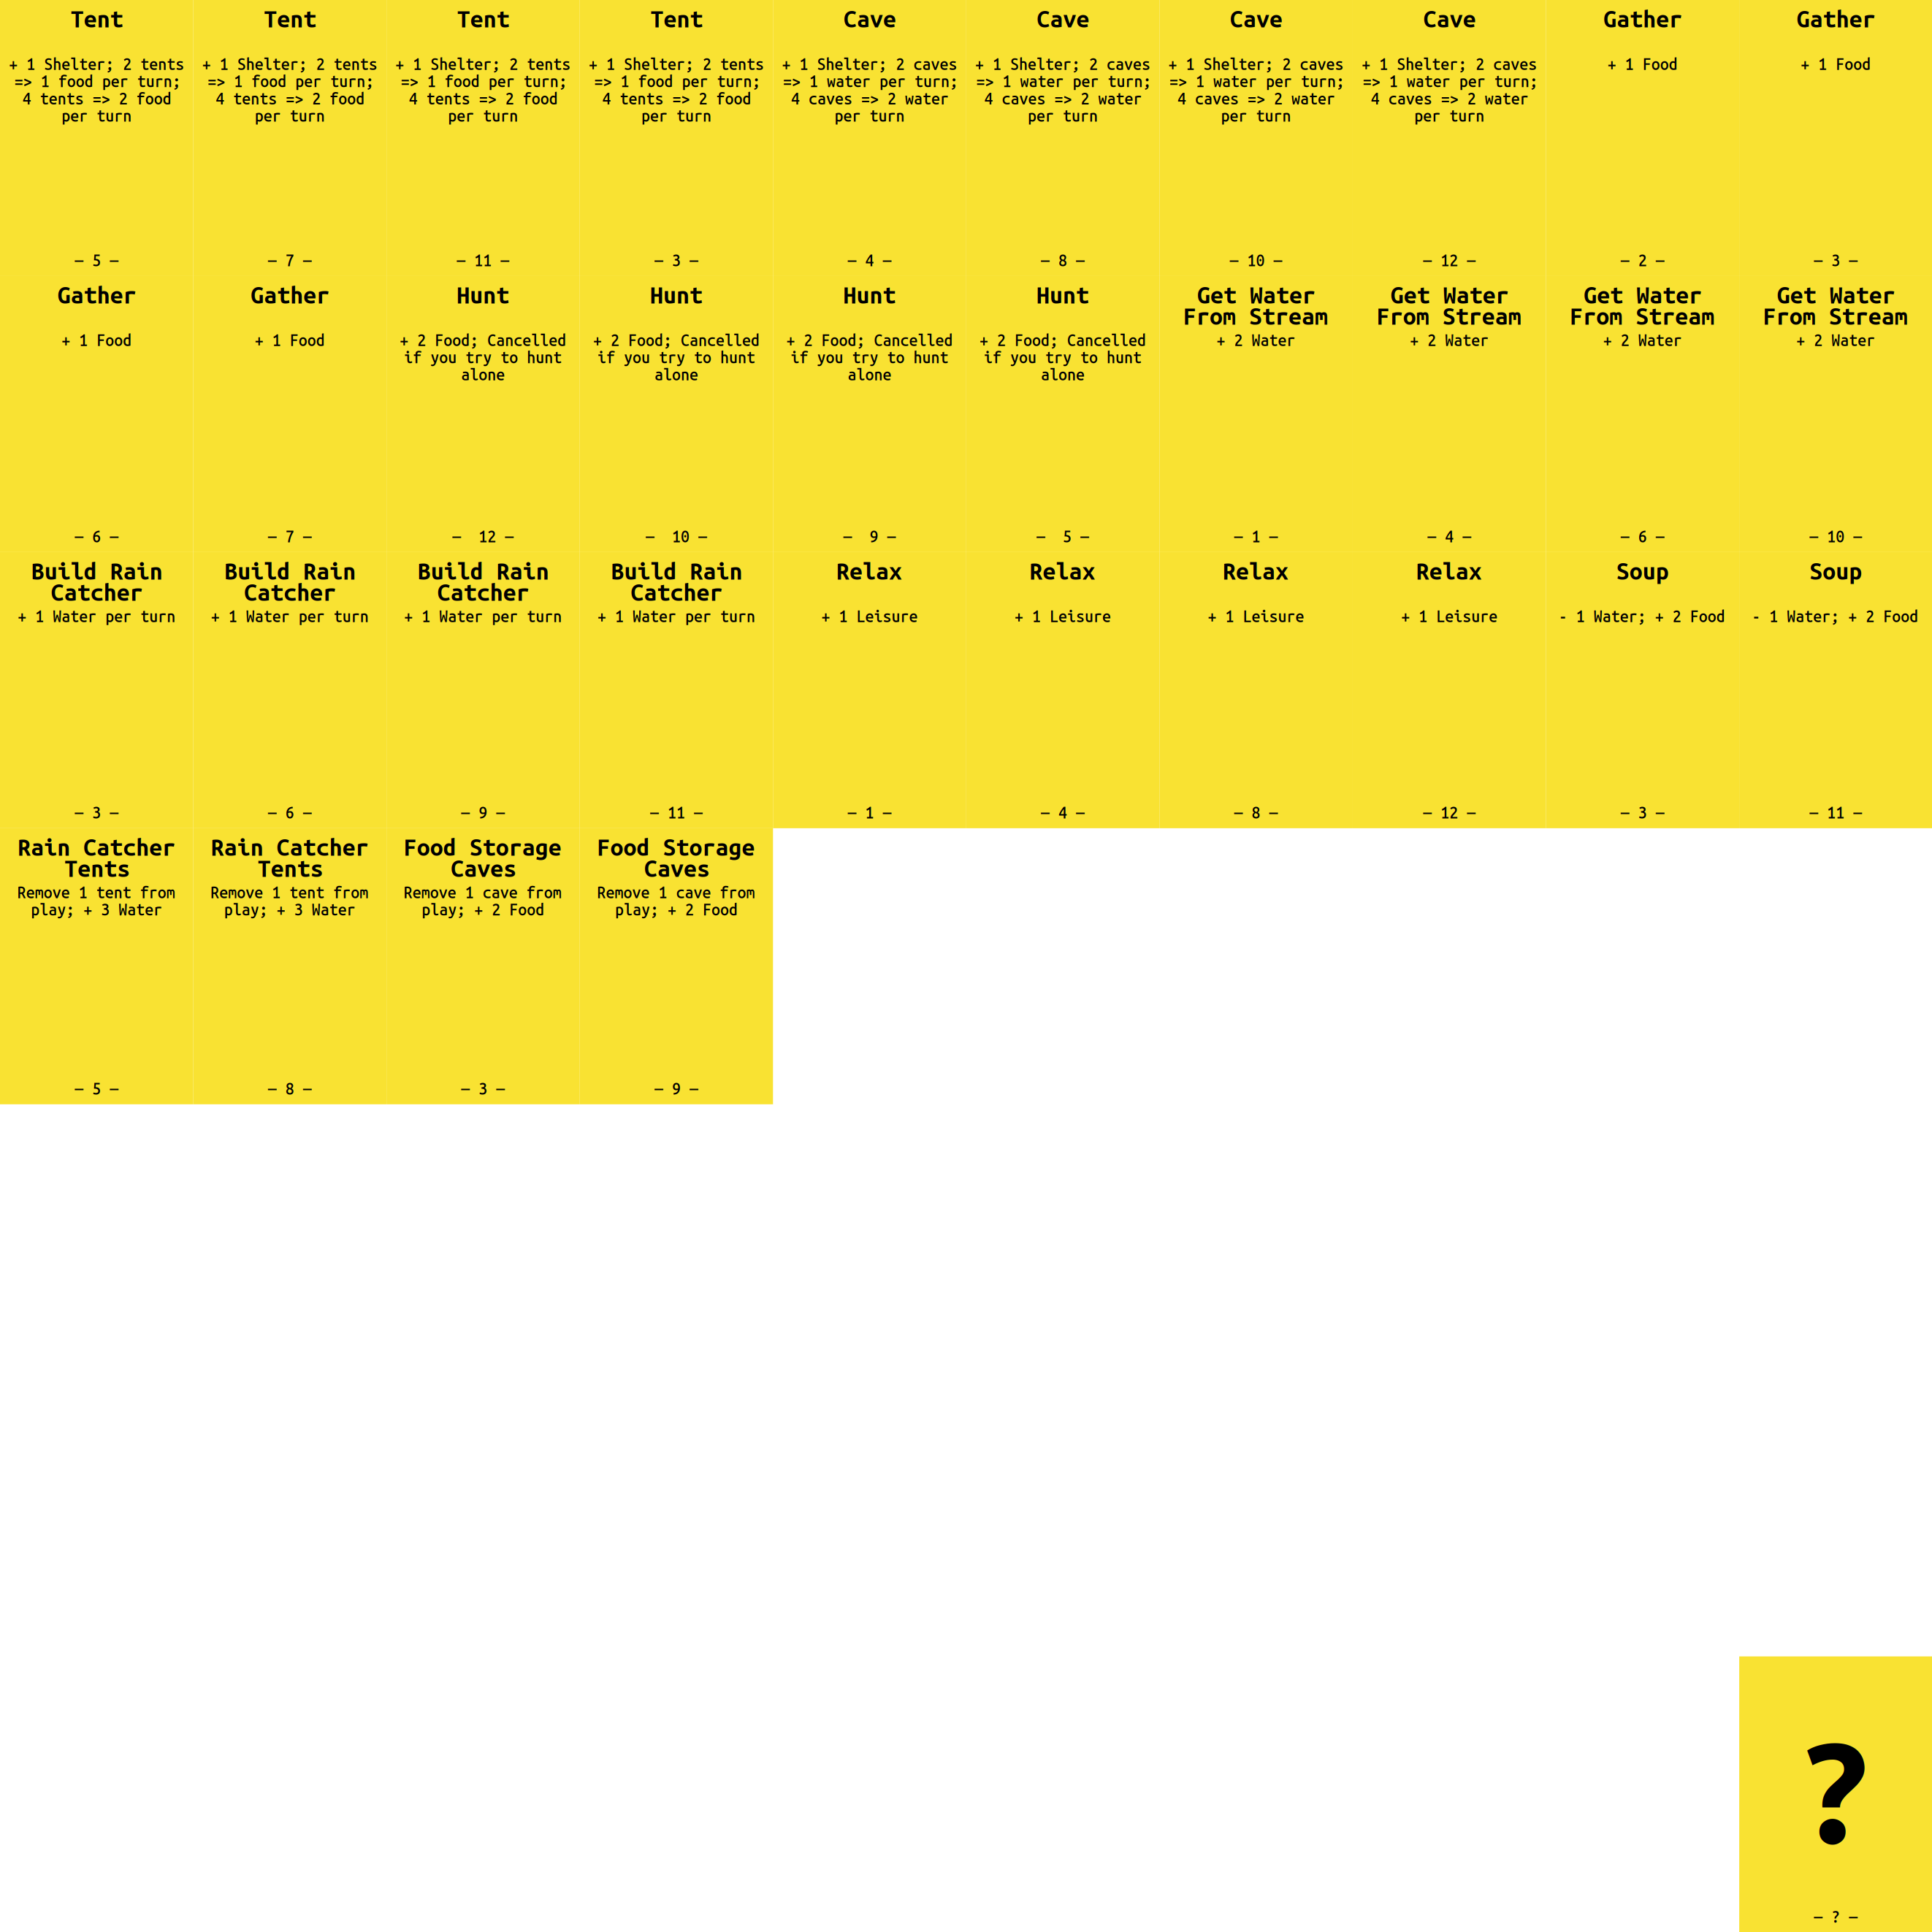 Tent
+ 1 Shelter; 2 tents
=> 1 food per turn;
4 tents => 2 food
per turn
— 5 —
Tent
+ 1 Shelter; 2 tents
=> 1 food per turn;
4 tents => 2 food
per turn
— 7 —
Tent
+ 1 Shelter; 2 tents
=> 1 food per turn;
4 tents => 2 food
per turn
— 11 —
Tent
+ 1 Shelter; 2 tents
=> 1 food per turn;
4 tents => 2 food
per turn
— 3 —
Cave
+ 1 Shelter; 2 caves
=> 1 water per turn;
4 caves => 2 water
per turn
— 4 —
Cave
+ 1 Shelter; 2 caves
=> 1 water per turn;
4 caves => 2 water
per turn
— 8 —
Cave
+ 1 Shelter; 2 caves
=> 1 water per turn;
4 caves => 2 water
per turn
— 10 —
Cave
+ 1 Shelter; 2 caves
=> 1 water per turn;
4 caves => 2 water
per turn
— 12 —
Gather
+ 1 Food
— 2 —
Gather
+ 1 Food
— 3 —
Gather
+ 1 Food
— 6 —
Gather
+ 1 Food
— 7 —
Hunt
+ 2 Food; Cancelled
if you try to hunt
alone
— 12 —
Hunt
+ 2 Food; Cancelled
if you try to hunt
alone
— 10 —
Hunt
+ 2 Food; Cancelled
if you try to hunt
alone
— 9 —
Hunt
+ 2 Food; Cancelled
if you try to hunt
alone
— 5 —
Get Water
From Stream
+ 2 Water
— 1 —
Get Water
From Stream
+ 2 Water
— 4 —
Get Water
From Stream
+ 2 Water
— 6 —
Get Water
From Stream
+ 2 Water
— 10 —
Build Rain
Catcher
+ 1 Water per turn
— 3 —
Build Rain
Catcher
+ 1 Water per turn
— 6 —
Build Rain
Catcher
+ 1 Water per turn
— 9 —
Build Rain
Catcher
+ 1 Water per turn
— 11 —
Relax
+ 1 Leisure
— 1 —
Relax
+ 1 Leisure
— 4 —
Relax
+ 1 Leisure
— 8 —
Relax
+ 1 Leisure
— 12 —
Soup
- 1 Water; + 2 Food
— 3 —
Soup
- 1 Water; + 2 Food
— 11 —
Rain Catcher
Tents
Remove 1 tent from
play; + 3 Water
— 5 —
Rain Catcher
Tents
Remove 1 tent from
play; + 3 Water
— 8 —
Food Storage
Caves
Remove 1 cave from
play; + 2 Food
— 3 —
Food Storage
Caves
Remove 1 cave from
play; + 2 Food
— 9 —
?
— ? —